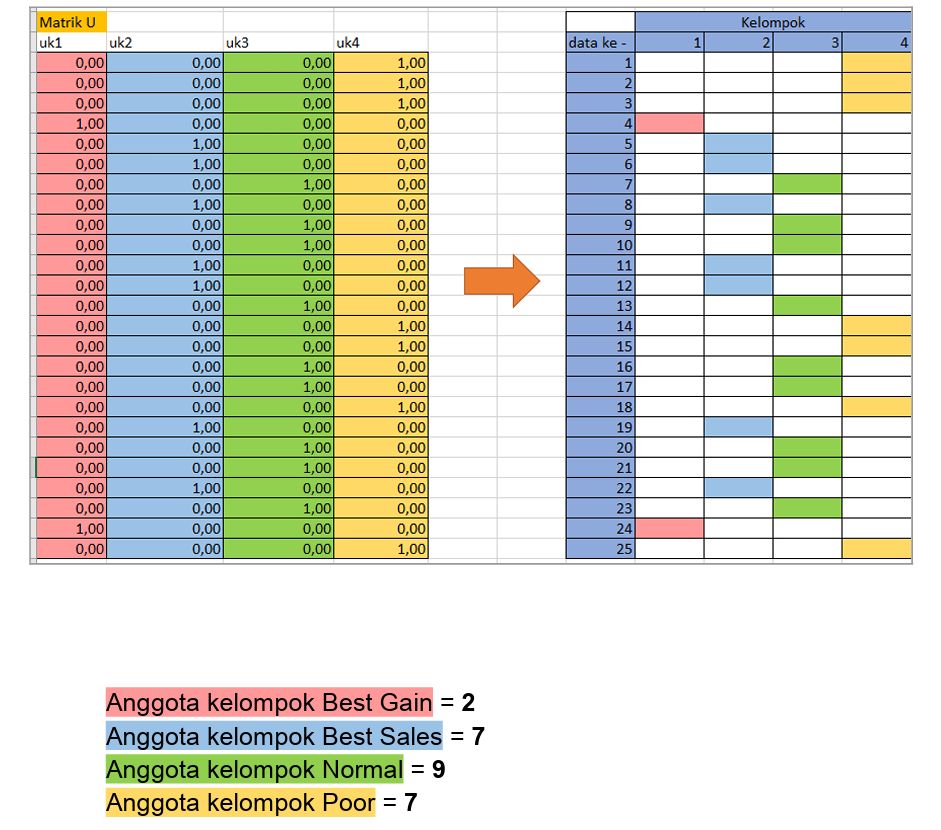 Matrik U Kelompok
uk1 uk2 uk3 uk4 data ke - 1 2 3 4
0,00 0,00 0,00 1,00 1
0,00 0,00 0,00 1,00 2
0,00 0,00 0,00 1,00 3
1,00 0,00 0,00 0,00 4
0,00 1,00 0,00 0,00 5
0,00 1,00 0,00 0,00 6
0,00 0,00 1,00 0,00 7
0,00 1,00 0,00 0,00 8
0,00 0,00 1,00 0,00 9
0,00 0,00 1,00 0,00 10
0,00 1,00 0,00 0,00 11
0,00 1,00 0,00 0,00 12
0,00 0,00 1,00 0,00 13
0,00 0,00 0,00 1,00 14
0,00 0,00 0,00 1,00 15
0,00 0,00 1,00 0,00 16
0,00 0,00 1,00 0,00 17
0,00 0,00 0,00 1,00 18
0,00 1,00 0,00 0,00 19
0,00 0,00 1,00 0,00 20
0,00 0,00 1,00 0,00 21
0,00 1,00 0,00 0,00 22
0,00 0,00 1,00 0,00 23
1,00 0,00 0,00 0,00 24
0,00 0,00 0,00 1,00 25
Anggota kelompok Best Gain = 2
Anggota kelompok Best Sales = 7
Anggota kelompok Normal = 9
Anggota kelompok Poor = 7